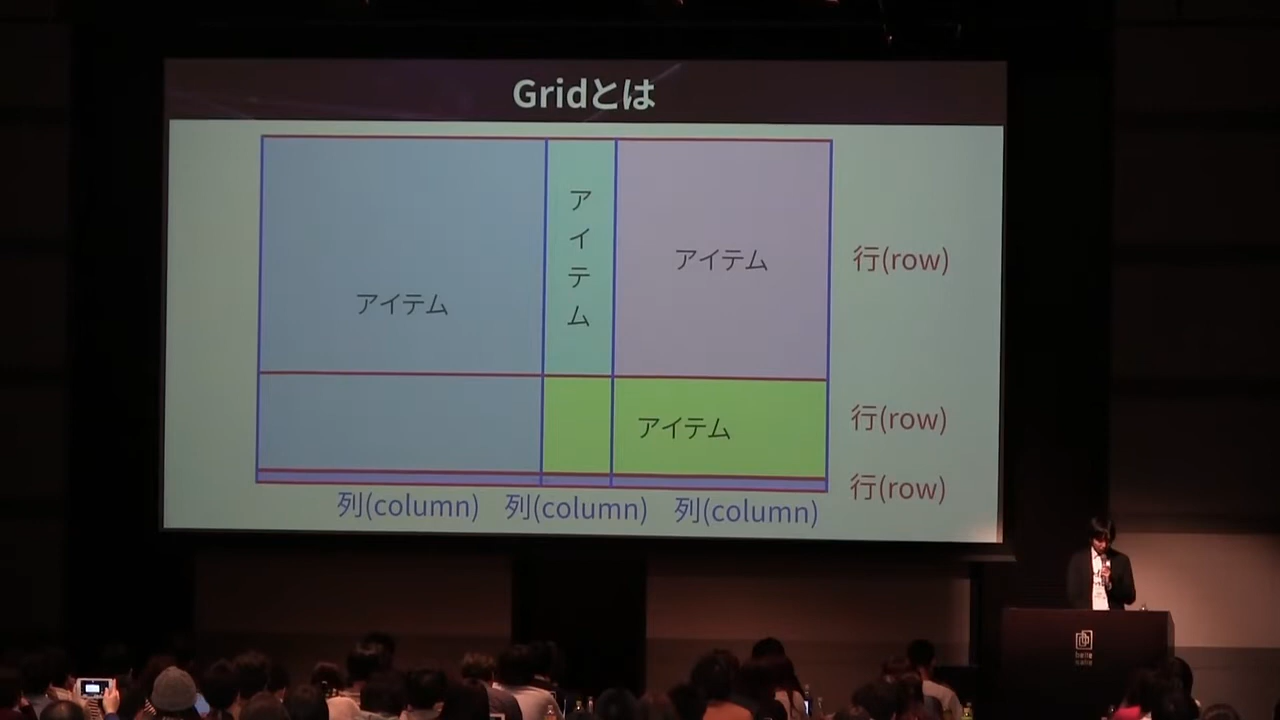 Gridとは
アイテム
アイテム
アイテム
行(row)
アイテム
行(row)
行(row)
列(column) 列(column) 列(column)